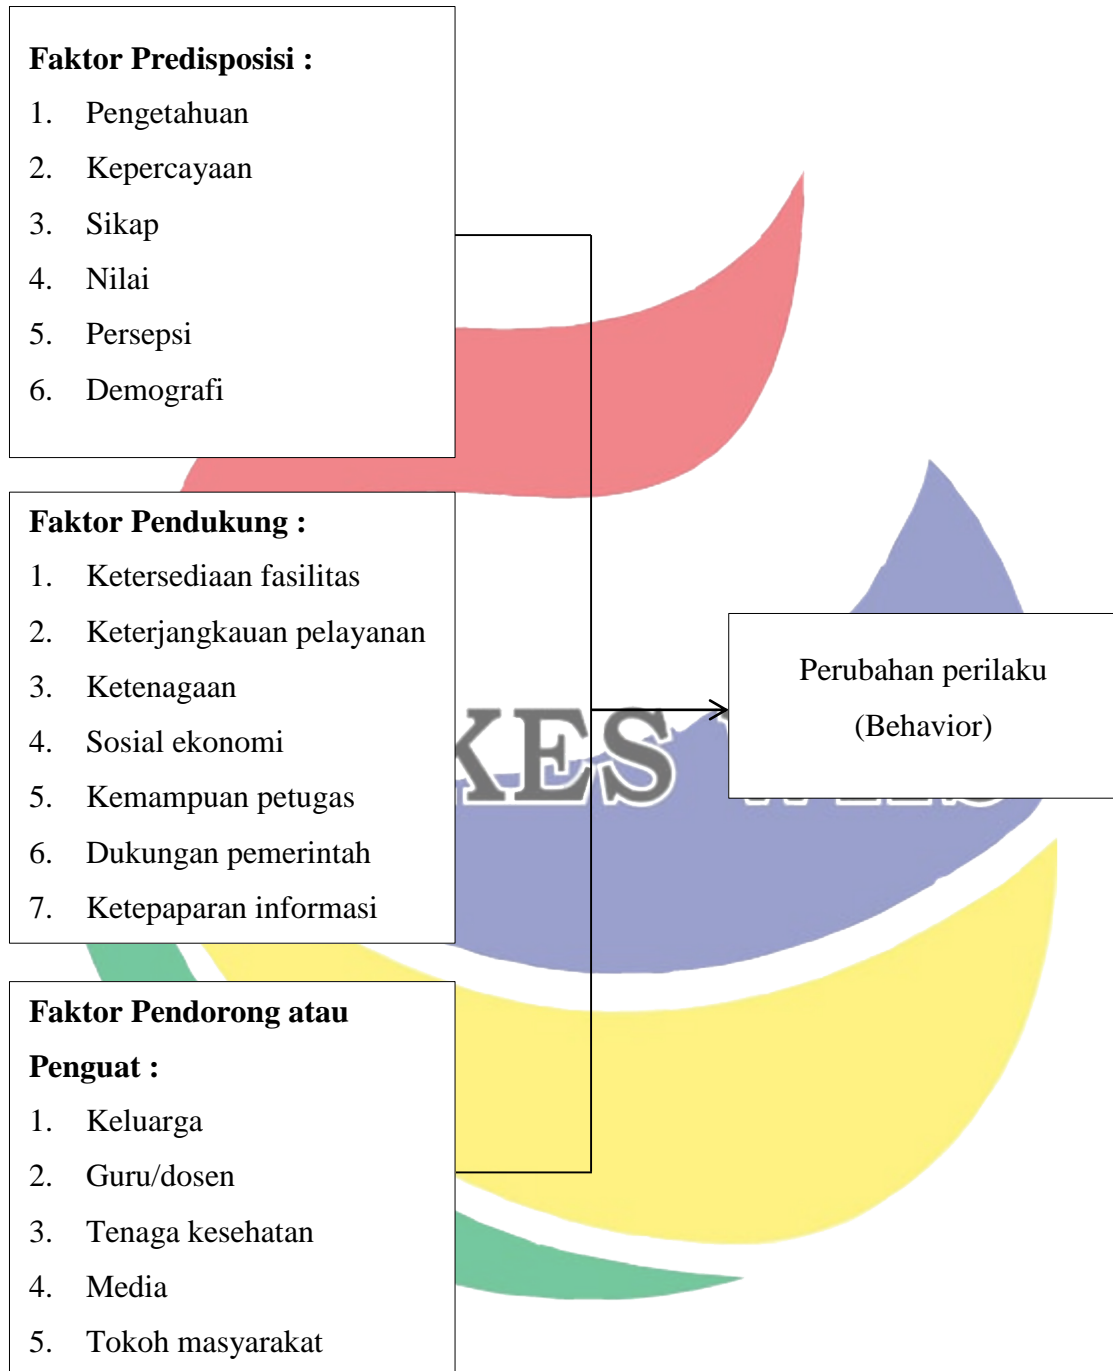 Faktor Predisposisi :
1. Pengetahuan
2. Kepercayaan
3. Sikap
4. Nilai
5. Persepsi
6. Demografi
Faktor Pendukung :
1. Ketersediaan fasilitas
2. Keterjangkauan pelayanan
3. Ketenagaan
4. Sosial ekonomi
5. Kemampuan petugas
6. Dukungan pemerintah
7. Ketepaparan informasi
Perubahan perilaku
(Behavior)
Faktor Pendorong atau
Penguat :
1. Keluarga
2. Guru/dosen
3. Tenaga kesehatan
4. Media
5. Tokoh masyarakat